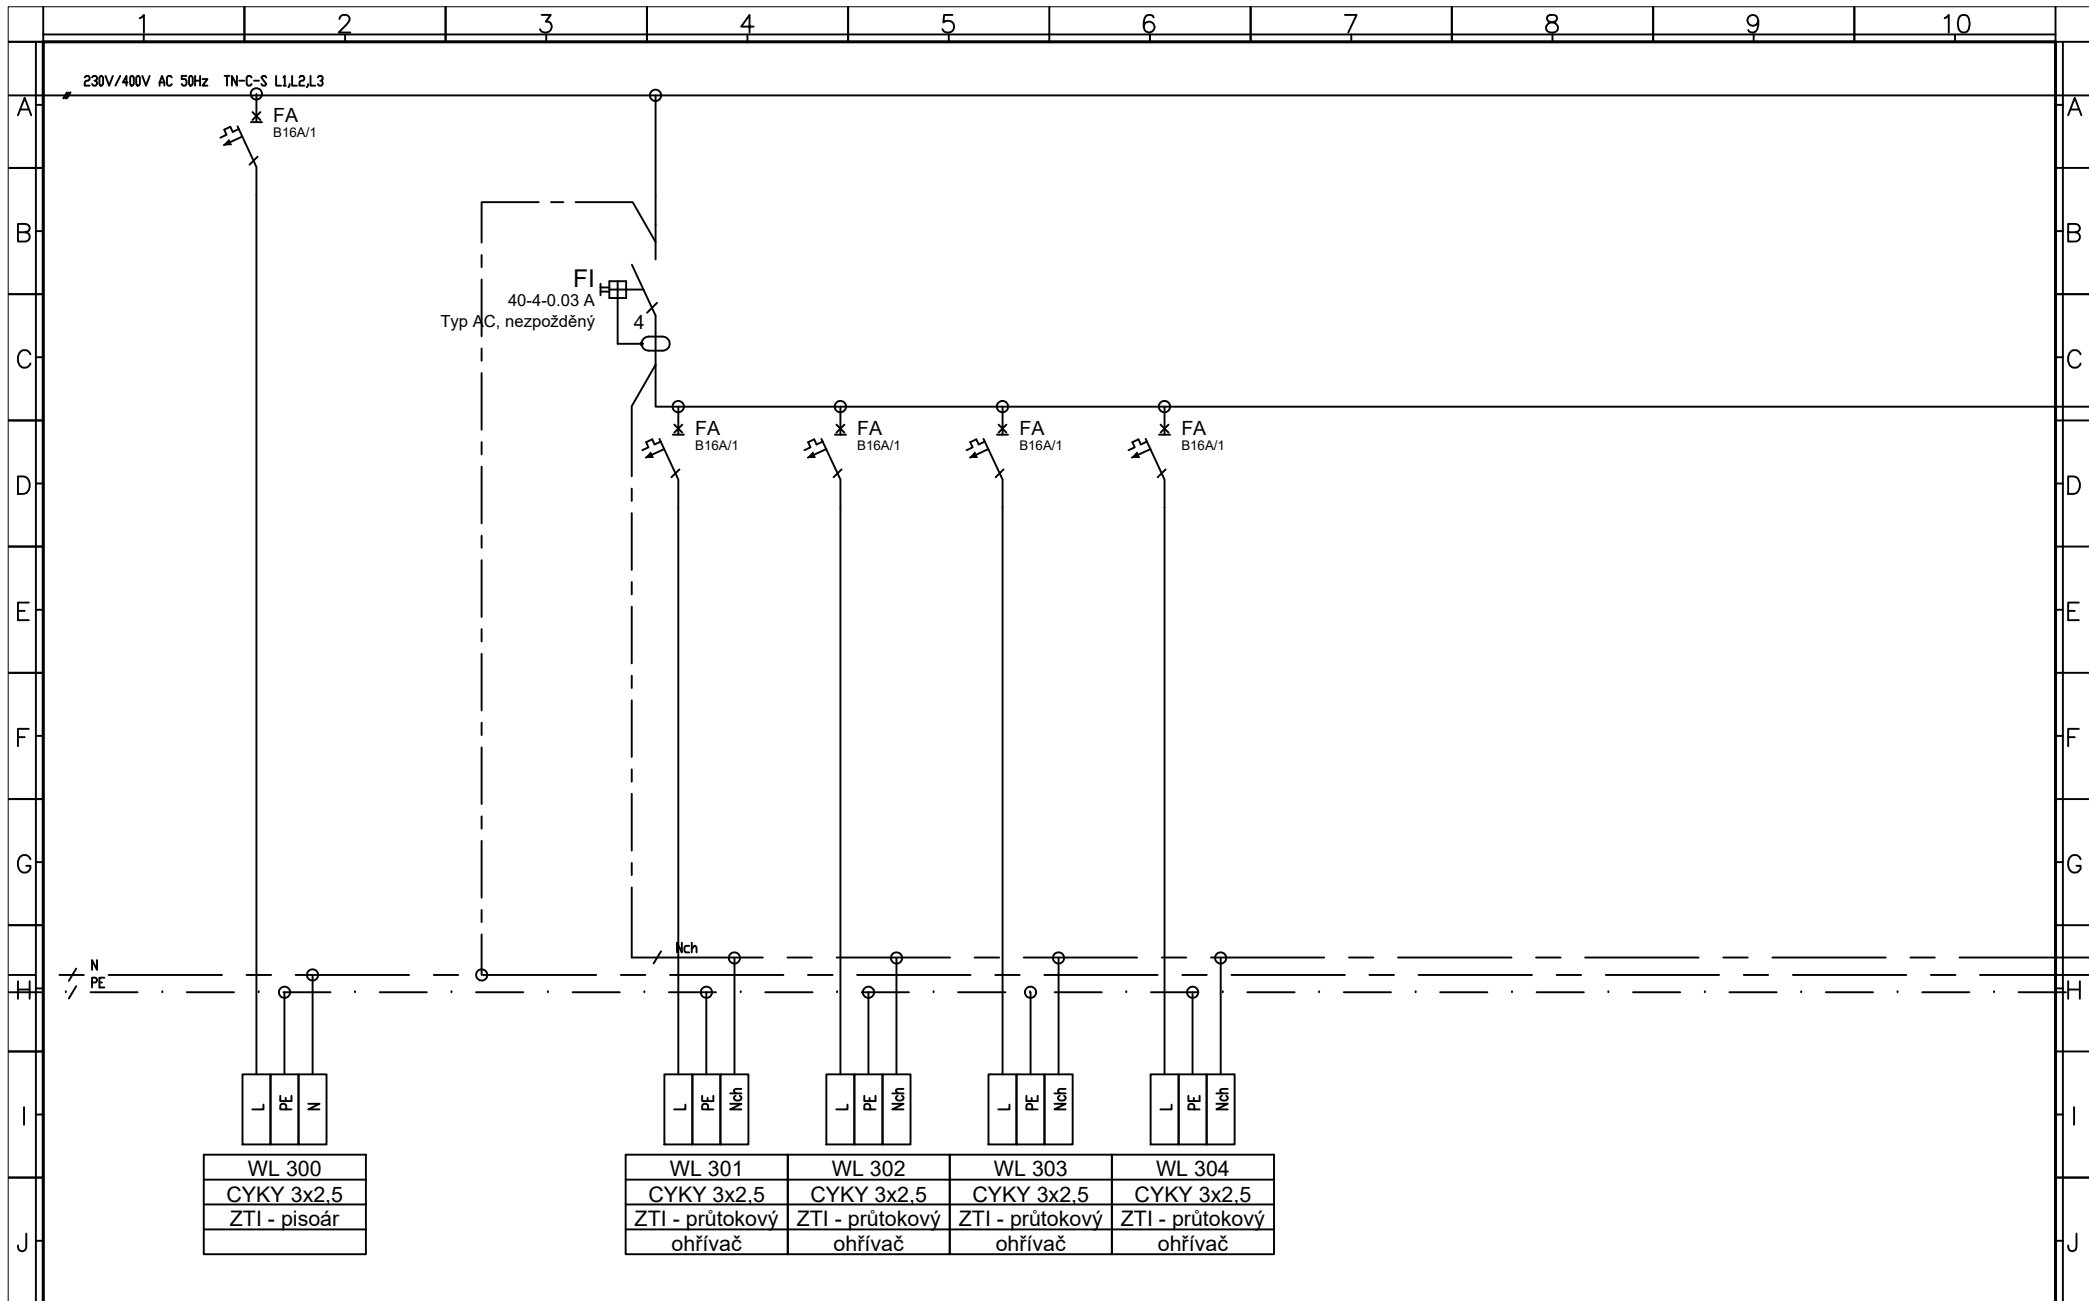 1 2 3 4 5 6 7 8 9 10
230V/400V AC 50Hz TN-C-S L1,L2,L3
A A
FA
B16A/1
B B
FI
40-4-0.03 A
Typ AC, nezpožděný 4
C C
FA FA FA FA
B16A/1 B16A/1 B16A/1 B16A/1
D D
E E
F F
G G
Nch
N
PE
H H
L PE N L PE Nch L PE Nch L PE Nch L PE Nch
I I
WL 300 WL 301 WL 302 WL 303 WL 304
CYKY 3x2,5 CYKY 3x2,5 CYKY 3x2,5 CYKY 3x2,5 CYKY 3x2,5
ZTI - pisoár ZTI - průtokový ZTI - průtokový ZTI - průtokový ZTI - průtokový
ohřívač ohřívač ohřívač ohřívač
J J